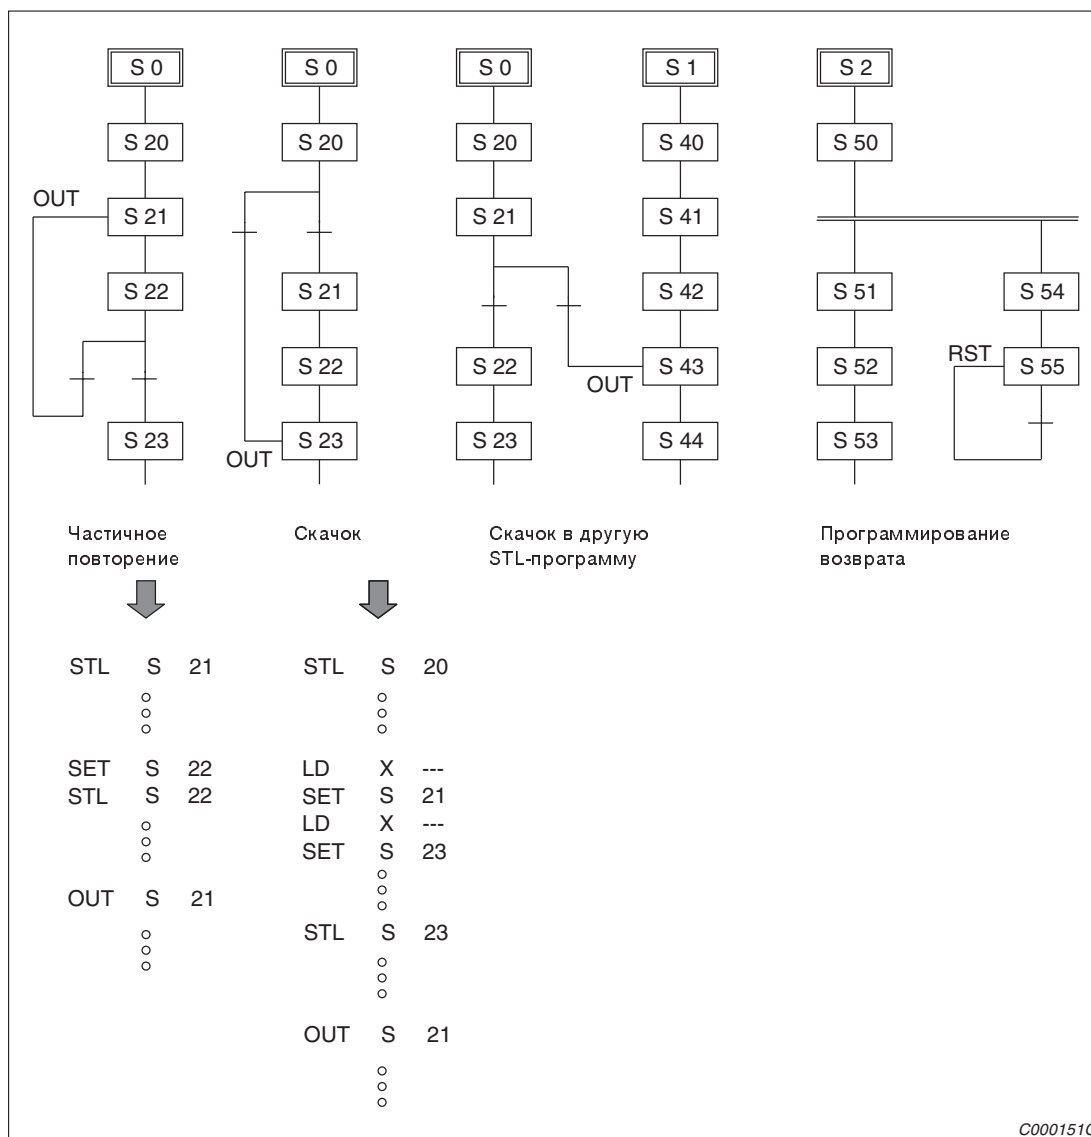 S 0 S 0 S 0 S 1 S 2
S 20 S 20 S 20 S 40 S 50
OUT
S 21 S 21 S 41
S 22 S 21 S 42 S 51 S 54
S 22 S 22 S 43 S 52 RST S 55
OUT
S 23 S 23 S 23 S 44 S 53
OUT
Частичное Скачок Скачок в другую Программирование
повторение STL-программу возврата
STL S 21 STL S 20
SET S 22 LD X ---
STL S 22 SET S 21
LD X ---
SET S 23
OUT S 21
STL S 23
OUT S 21